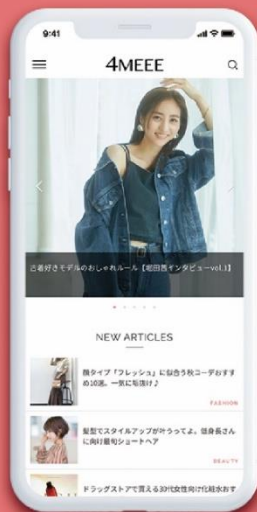 9:41
4MEEE
古着好きモデルのおしゃれルール【堀田茜インタビューvol.1】
NEW ARTICLES
顔タイプ「フレッシュ」に似合う秋コーデおすす
め10選。一気に垢抜け♪
FASHION
髪型でスタイルアップが叶うってよ。低身長さん
に向け最旬ショートヘア
BEAUTY
ドラッグストアで買える30代女性向け化粧水おす